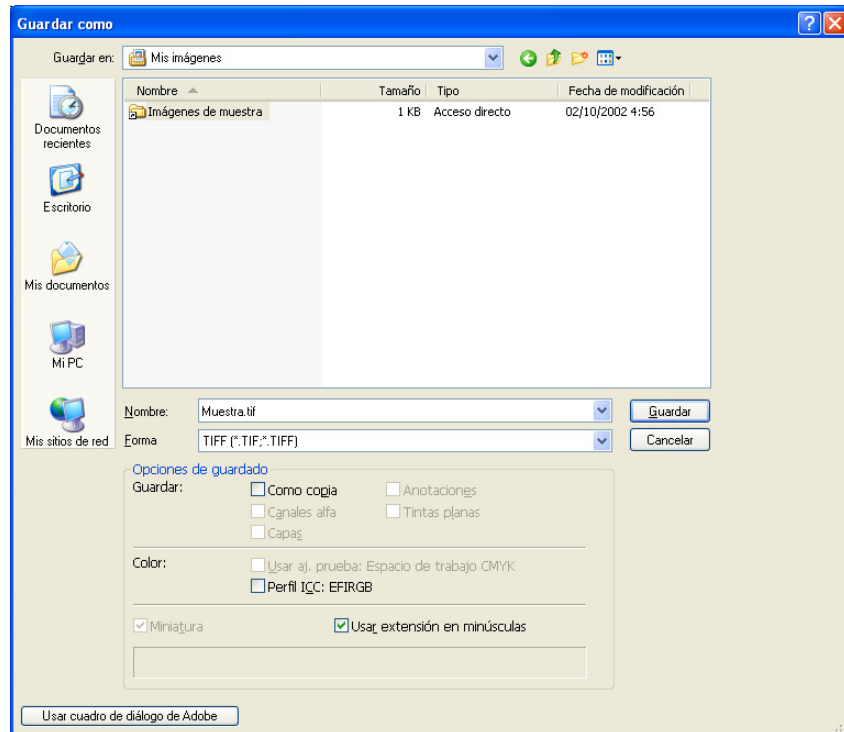 Guardar como
Guardar en: Mis imágenes
Nombre Tamaño Tipo Fecha de modificación
Imágenes de muestra 1 KB Acceso directo 02/10/2002 4:56
Documentos
recientes
Escritorio
Mis documentos
Mi PC
Mis sitios de red
Nombre: Muestra.tif Guardar
Forma TIFF (*.TIF;*.TIFF) Cancelar
Opciones de guardado
Guardar: Como copia Anotaciones
Canales alfa Tintas planas
Capas
Color: Usar aj. prueba: Espacio de trabajo CMYK
Perfil ICC: EFIRGB
Miniatura Usar extensión en minúsculas
Usar cuadro de diálogo de Adobe